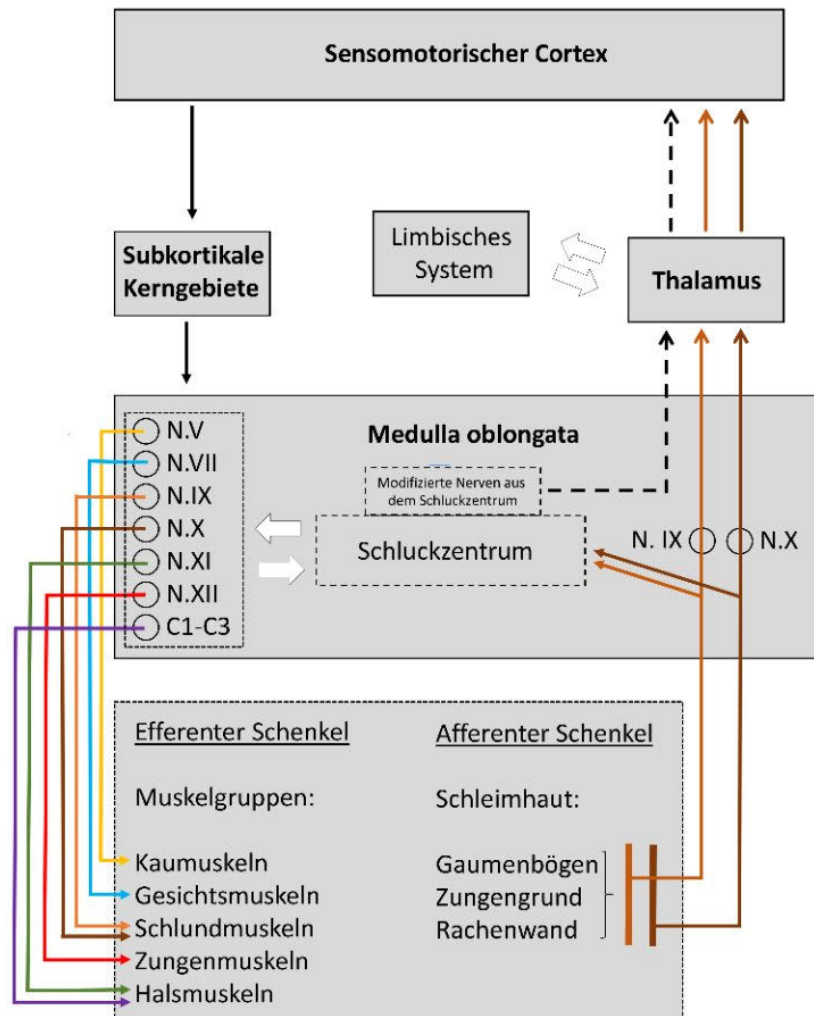 Sensomotorischer Cortex
Subkortikale
Kerngebiete
Limbisches
System
Thalamus
Medulla oblongata
N.V
N.VII
N.IX
N.X
N.XI
N.XII
C1-C3
Modifizierte Nerven aus
dem Schluckzentrum
Schluckzentrum
N. IX
N.X
Efferenter Schenkel
Muskelgruppen:
Kaumuskeln
Gesichtsmuskeln
Schlundmuskeln
Zungenmuskeln
Halsmuskeln
Afferenter Schenkel
Schleimhaut:
Gaumenbögen
Zungengrund
Rachenwand